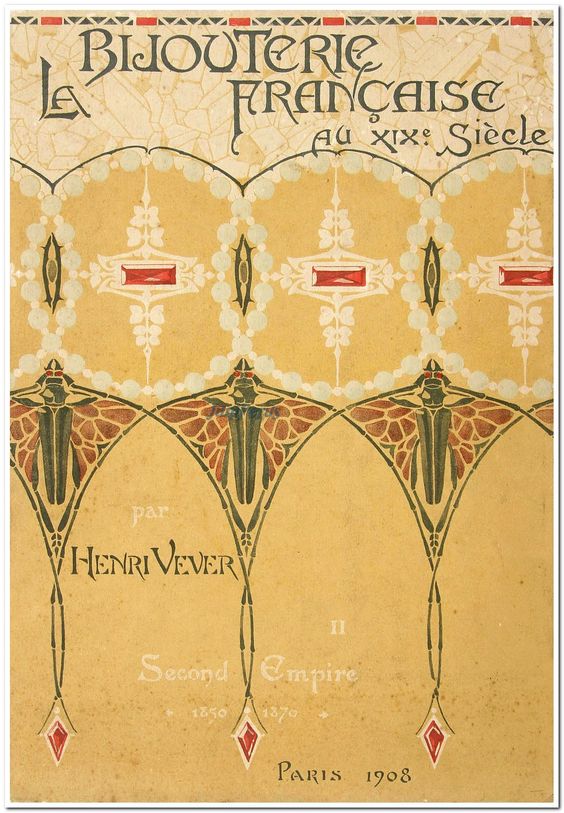 BIJOUTERIE
LA FRANÇAISE
AU XIXe SIÈCLE
par
HENRI VEVER
II
Second Empire
1850 1870
PARIS 1908